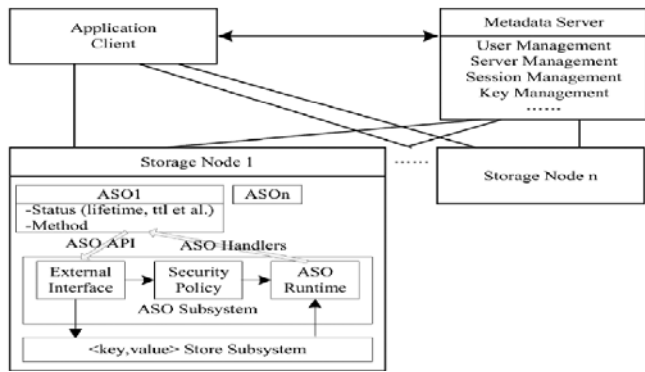 Application
Client
Metadata Server
User Management
Server Management
Session Management
Key Management
......
Storage Node 1
......
Storage Node n
ASO1
-Status (lifetime, ttl et al.)
-Method
ASOn
ASO API
ASO Handlers
External
Interface
Security
Policy
ASO
Runtime
ASO Subsystem
<key,value> Store Subsystem